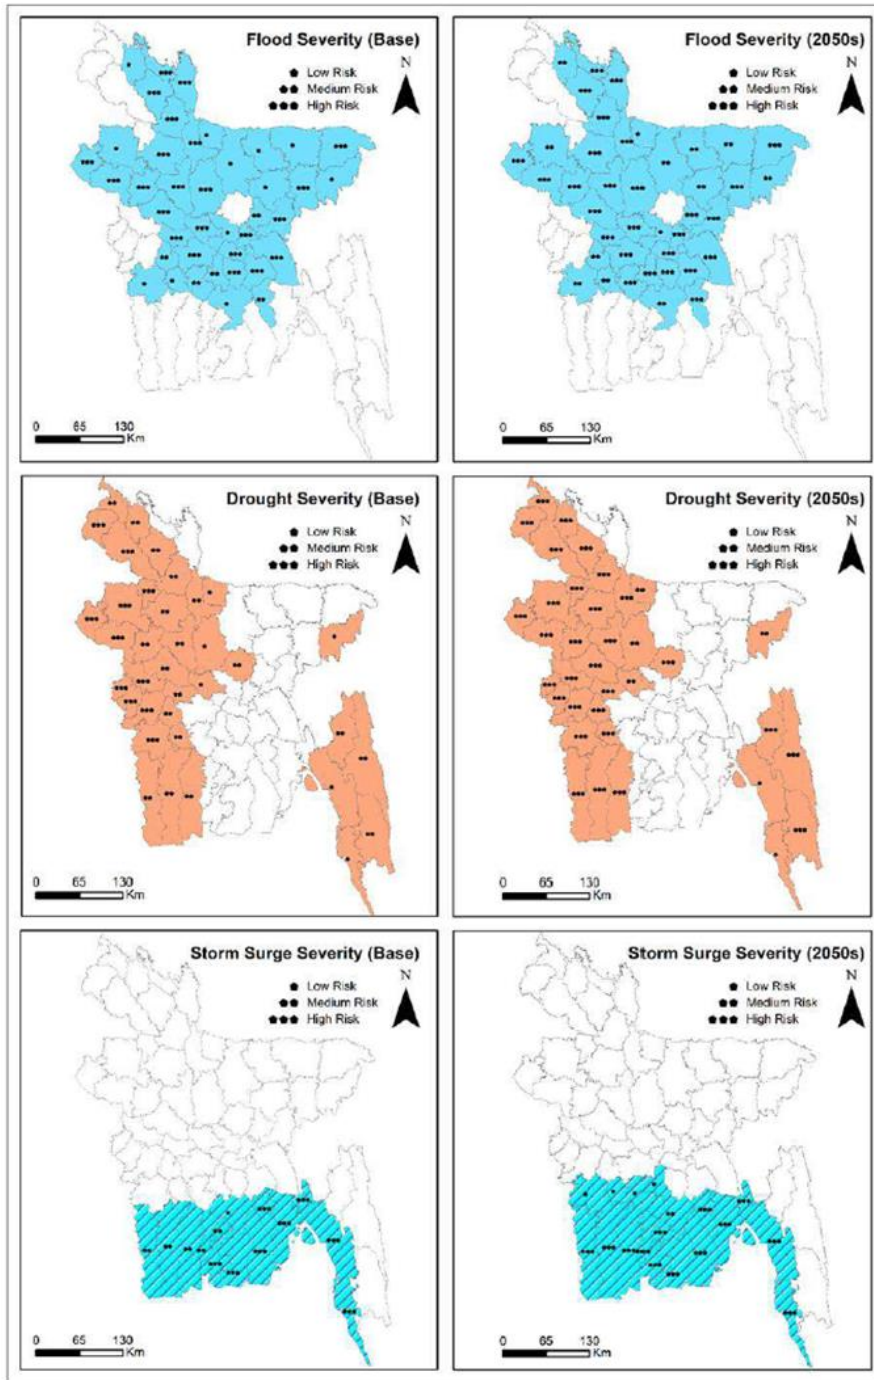 Flood Severity (Base)
N
Low Risk
Medium Risk
High Risk
0 65 130
Km
Flood Severity (2050s)
N
Low Risk
Medium Risk
High Risk
0 65 130
Km
Drought Severity (Base)
N
Low Risk
Medium Risk
High Risk
0 65 130
Km
Drought Severity (2050s)
N
Low Risk
Medium Risk
High Risk
0 65 130
Km
Storm Surge Severity (Base)
N
Low Risk
Medium Risk
High Risk
0 65 130
Km
Storm Surge Severity (2050s)
N
Low Risk
Medium Risk
High Risk
0 65 130
Km